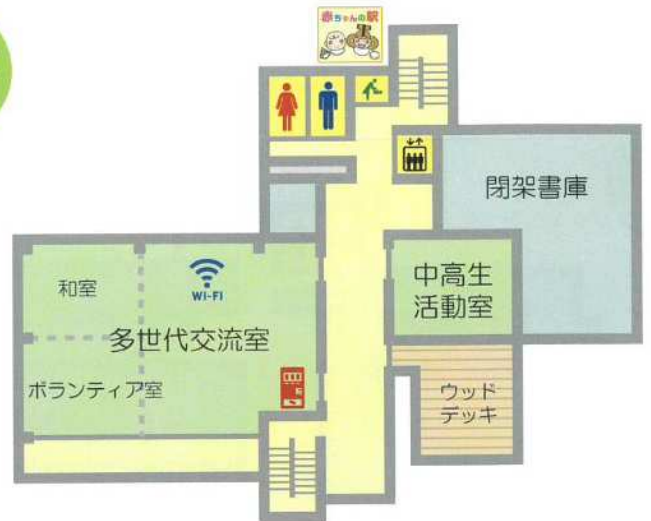 赤ちゃんの駅
閉架書庫
和室
WI-FI
中高生
活動室
多世代交流室
ボランティア室
ウッド
デッキ